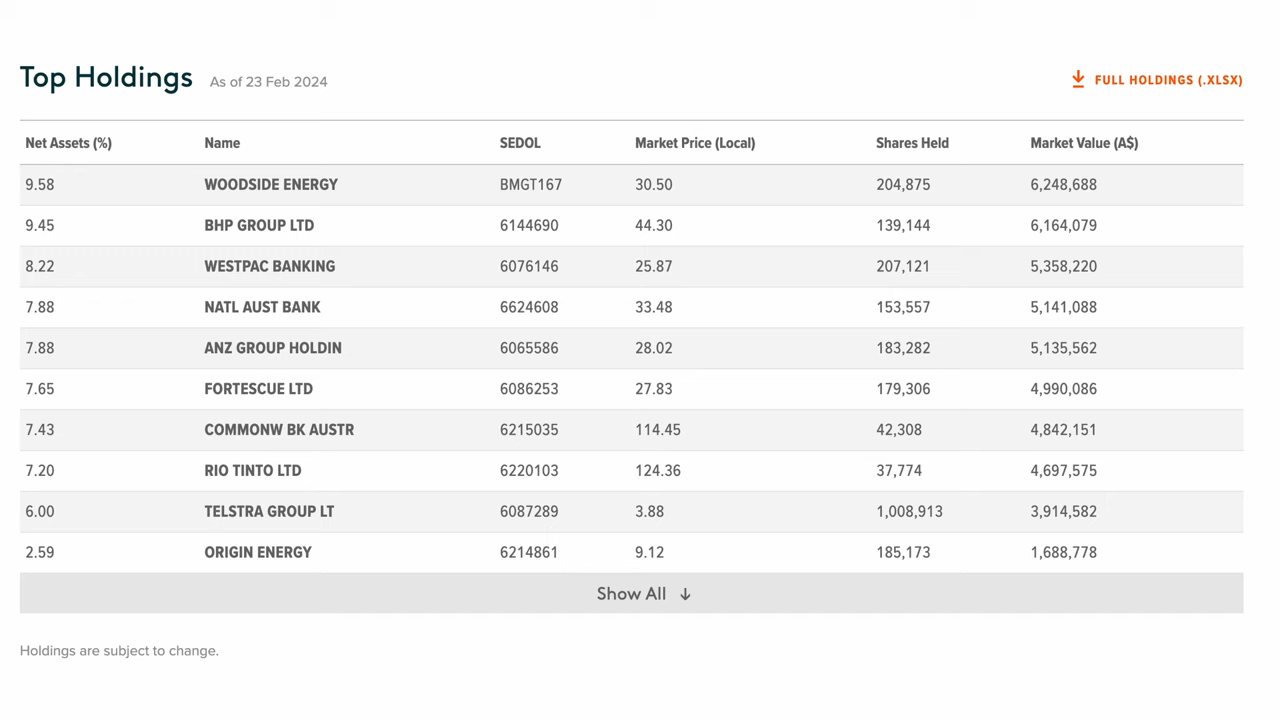 Top Holdings As of 23 Feb 2024 FULL HOLDINGS (.XLSX)
Net Assets (%) Name SEDOL Market Price (Local) Shares Held Market Value (A$)
9.58 WOODSIDE ENERGY BMGT167 30.50 204,875 6,248,688
9.45 BHP GROUP LTD 6144690 44.30 139,144 6,164,079
8.22 WESTPAC BANKING 6076146 25.87 207,121 5,358,220
7.88 NATL AUST BANK 6624608 33.48 153,557 5,141,088
7.88 ANZ GROUP HOLDIN 6065586 28.02 183,282 5,135,562
7.65 FORTESCUE LTD 6086253 27.83 179,306 4,990,086
7.43 COMMONW BK AUSTR 6215035 114.45 42,308 4,842,151
7.20 RIO TINTO LTD 6220103 124.36 37,774 4,697,575
6.00 TELSTRA GROUP LT 6087289 3.88 1,008,913 3,914,582
2.59 ORIGIN ENERGY 6214861 9.12 185,173 1,688,778
Show All ↓
Holdings are subject to change.